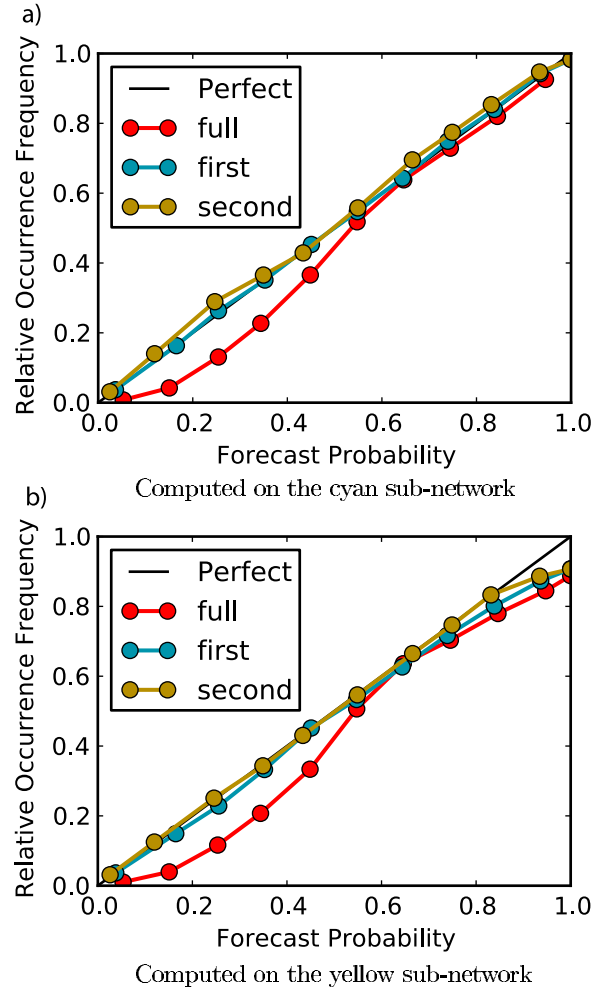 a)
Relative Occurrence Frequency
1.0
0.8
0.6
0.4
0.2
0.0
Perfect
full
first
second
0.0 0.2 0.4 0.6 0.8 1.0
Forecast Probability
Computed on the cyan sub-network
b)
Relative Occurrence Frequency
1.0
0.8
0.6
0.4
0.2
0.0
Perfect
full
first
second
0.0 0.2 0.4 0.6 0.8 1.0
Forecast Probability
Computed on the yellow sub-network